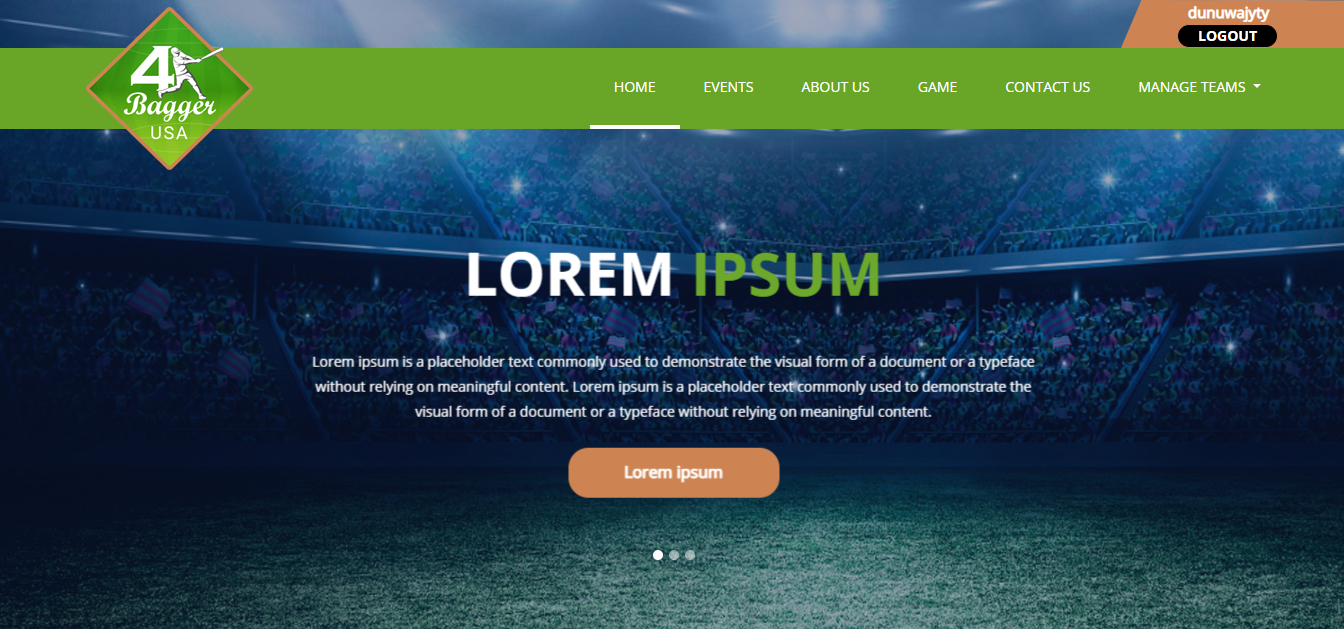 dunuwajyty
LOGOUT
4
Bagger
USA
HOME EVENTS ABOUT US GAME CONTACT US MANAGE TEAMS
LOREM IPSUM
Lorem ipsum is a placeholder text commonly used to demonstrate the visual form of a document or a typeface
without relying on meaningful content. Lorem ipsum is a placeholder text commonly used to demonstrate the
visual form of a document or a typeface without relying on meaningful content.
Lorem ipsum